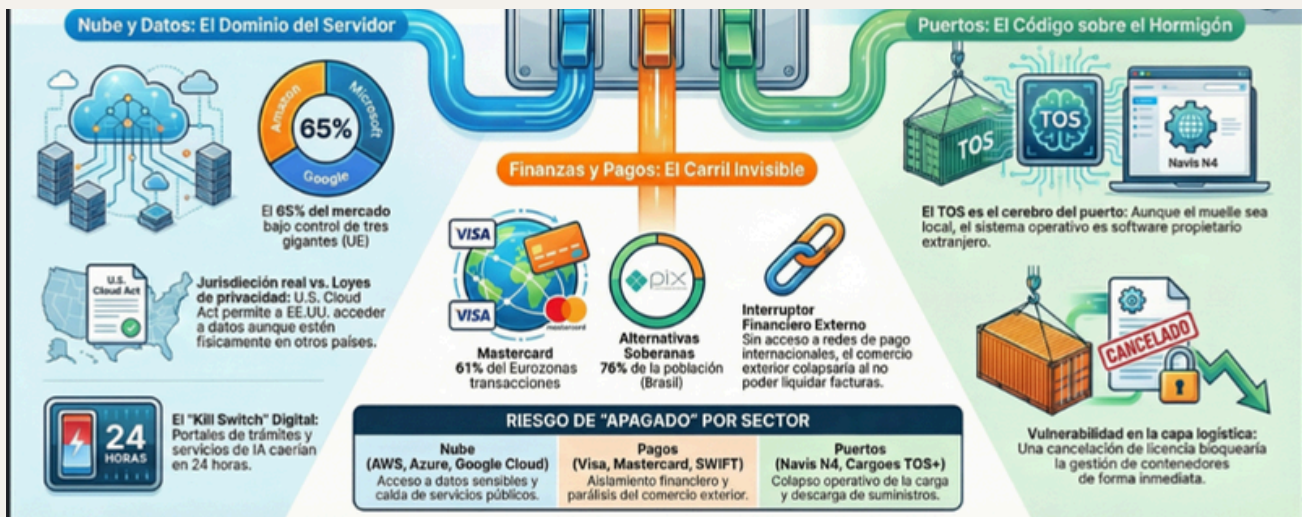 Nube y Datos: El Dominio del Servidor
Amazon
Microsoft
Google
65%
El 65% del mercado
bajo control de tres
gigantes (UE)
U.S.
Cloud Act
Jurisdieción real vs. Loyes
de privacidad: U.S. Cloud
Act permite a EE.UU. acceder
a datos aunque estén
físicamente en otros países.
24
HORAS
El "Kill Switch" Digital:
Portales de trámites y
servicios de IA caerían
en 24 horas.
Finanzas y Pagos: El Carril Invisible
VISA
VISA
mastercard
Mastercard
61% del Eurozonas
transacciones
pix
Alternativas
Soberanas
76% de la población
(Brasil)
Interruptor
Financiero Externo
Sin acceso a redes de pago
internacionales, el comercio
exterior colapsaría al no
poder liquidar facturas.
Puertos: El Código sobre el Hormigón
TOS
TOS
Navis N4
El TOS es el cerebro del puerto: Aunque el muelle sea
local, el sistema operativo es software propietario
extranjero.
CANCELADO
Vulnerabilidad en la capa logística:
Una cancelación de licencia bioquearía
la gestión de contenedores
de forma inmediata.
RIESGO DE "APAGADO" POR SECTOR
Nube
(AWS, Azure, Google Cloud)
Acceso a datos sensibles y
calda de servicios públicos.
Pagos
(Visa, Mastercard, SWIFT)
Aislamiento financiero y
parálisis del comercio exterior.
Puertos
(Navis N4, Cargoes TOS+)
Colapso operativo de la carga
y descarga de suministros.